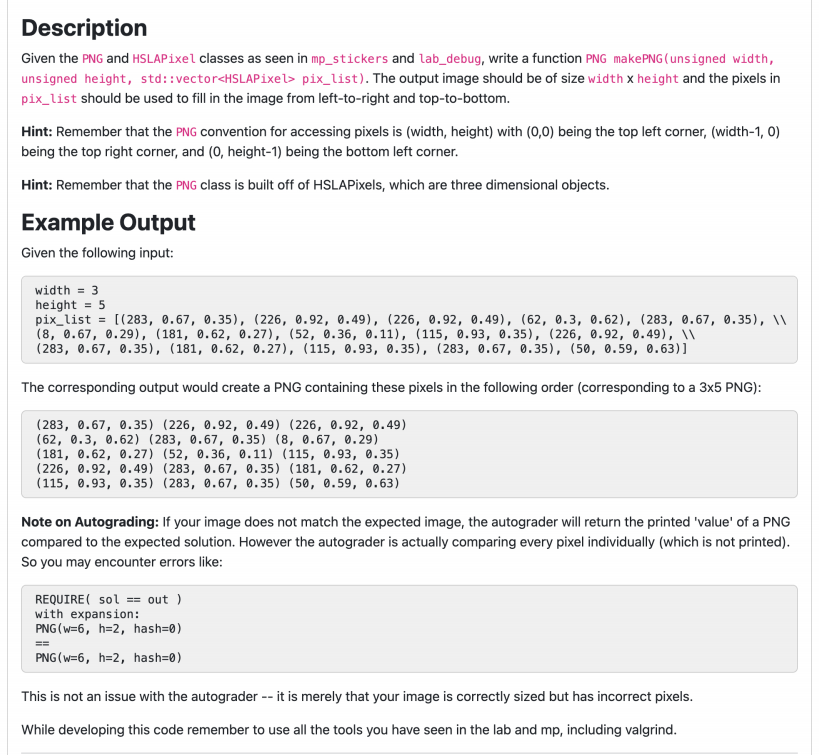 Description
Given the PNG and HSLAPixel classes as seen in mp_stickers and lab_debug, write a function PNG makePNG(unsigned width,
unsigned height, std::vector<HSLAPixel> pix_list). The output image should be of size width x height and the pixels in
pix_list should be used to fill in the image from left-to-right and top-to-bottom.
Hint: Remember that the PNG convention for accessing pixels is (width, height) with (0,0) being the top left corner, (width-1, 0)
being the top right corner, and (0, height-1) being the bottom left corner.
Hint: Remember that the PNG class is built off of HSLAPixels, which are three dimensional objects.
Example Output
Given the following input:
width = 3
height = 5
pix_list = [(283, 0.67, 0.35), (226, 0.92, 0.49), (226, 0.92, 0.49), (62, 0.3, 0.62), (283, 0.67, 0.35), \\
(8, 0.67, 0.29), (181, 0.62, 0.27), (52, 0.36, 0.11), (115, 0.93, 0.35), (226, 0.92, 0.49), \\
(283, 0.67, 0.35), (181, 0.62, 0.27), (115, 0.93, 0.35), (283, 0.67, 0.35), (50, 0.59, 0.63)]
The corresponding output would create a PNG containing these pixels in the following order (corresponding to a 3x5 PNG):
(283, 0.67, 0.35) (226, 0.92, 0.49) (226, 0.92, 0.49)
(62, 0.3, 0.62) (283, 0.67, 0.35) (8, 0.67, 0.29)
(181, 0.62, 0.27) (52, 0.36, 0.11) (115, 0.93, 0.35)
(226, 0.92, 0.49) (283, 0.67, 0.35) (181, 0.62, 0.27)
(115, 0.93, 0.35) (283, 0.67, 0.35) (50, 0.59, 0.63)
Note on Autograding: If your image does not match the expected image, the autograder will return the printed 'value' of a PNG
compared to the expected solution. However the autograder is actually comparing every pixel individually (which is not printed).
So you may encounter errors like:
REQUIRE( sol == out )
with expansion:
PNG(w=6, h=2, hash=0)
==
PNG(w=6, h=2, hash=0)
This is not an issue with the autograder -- it is merely that your image is correctly sized but has incorrect pixels.
While developing this code remember to use all the tools you have seen in the lab and mp, including valgrind.